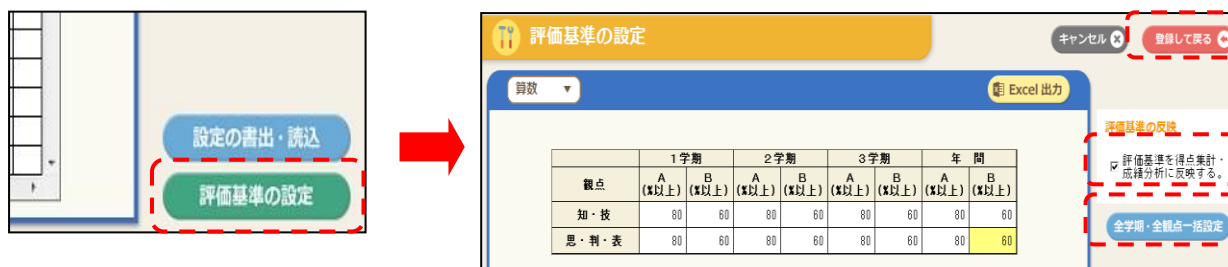 設定の書出・読込
評価基準の設定
評価基準の設定
キャンセル
登録して戻る
算数 ▼
Excel 出力
評価基準の反映
評価基準を得点集計・
成績分析に反映する。
全学期・全観点一括設定
1学期 2学期 3学期 年 間
観点 A (%以上) B (%以上) A (%以上) B (%以上) A (%以上) B (%以上) A (%以上) B (%以上)
知・技 80 60 80 60 80 60 80 60
思・判・表 80 60 80 60 80 60 80 60